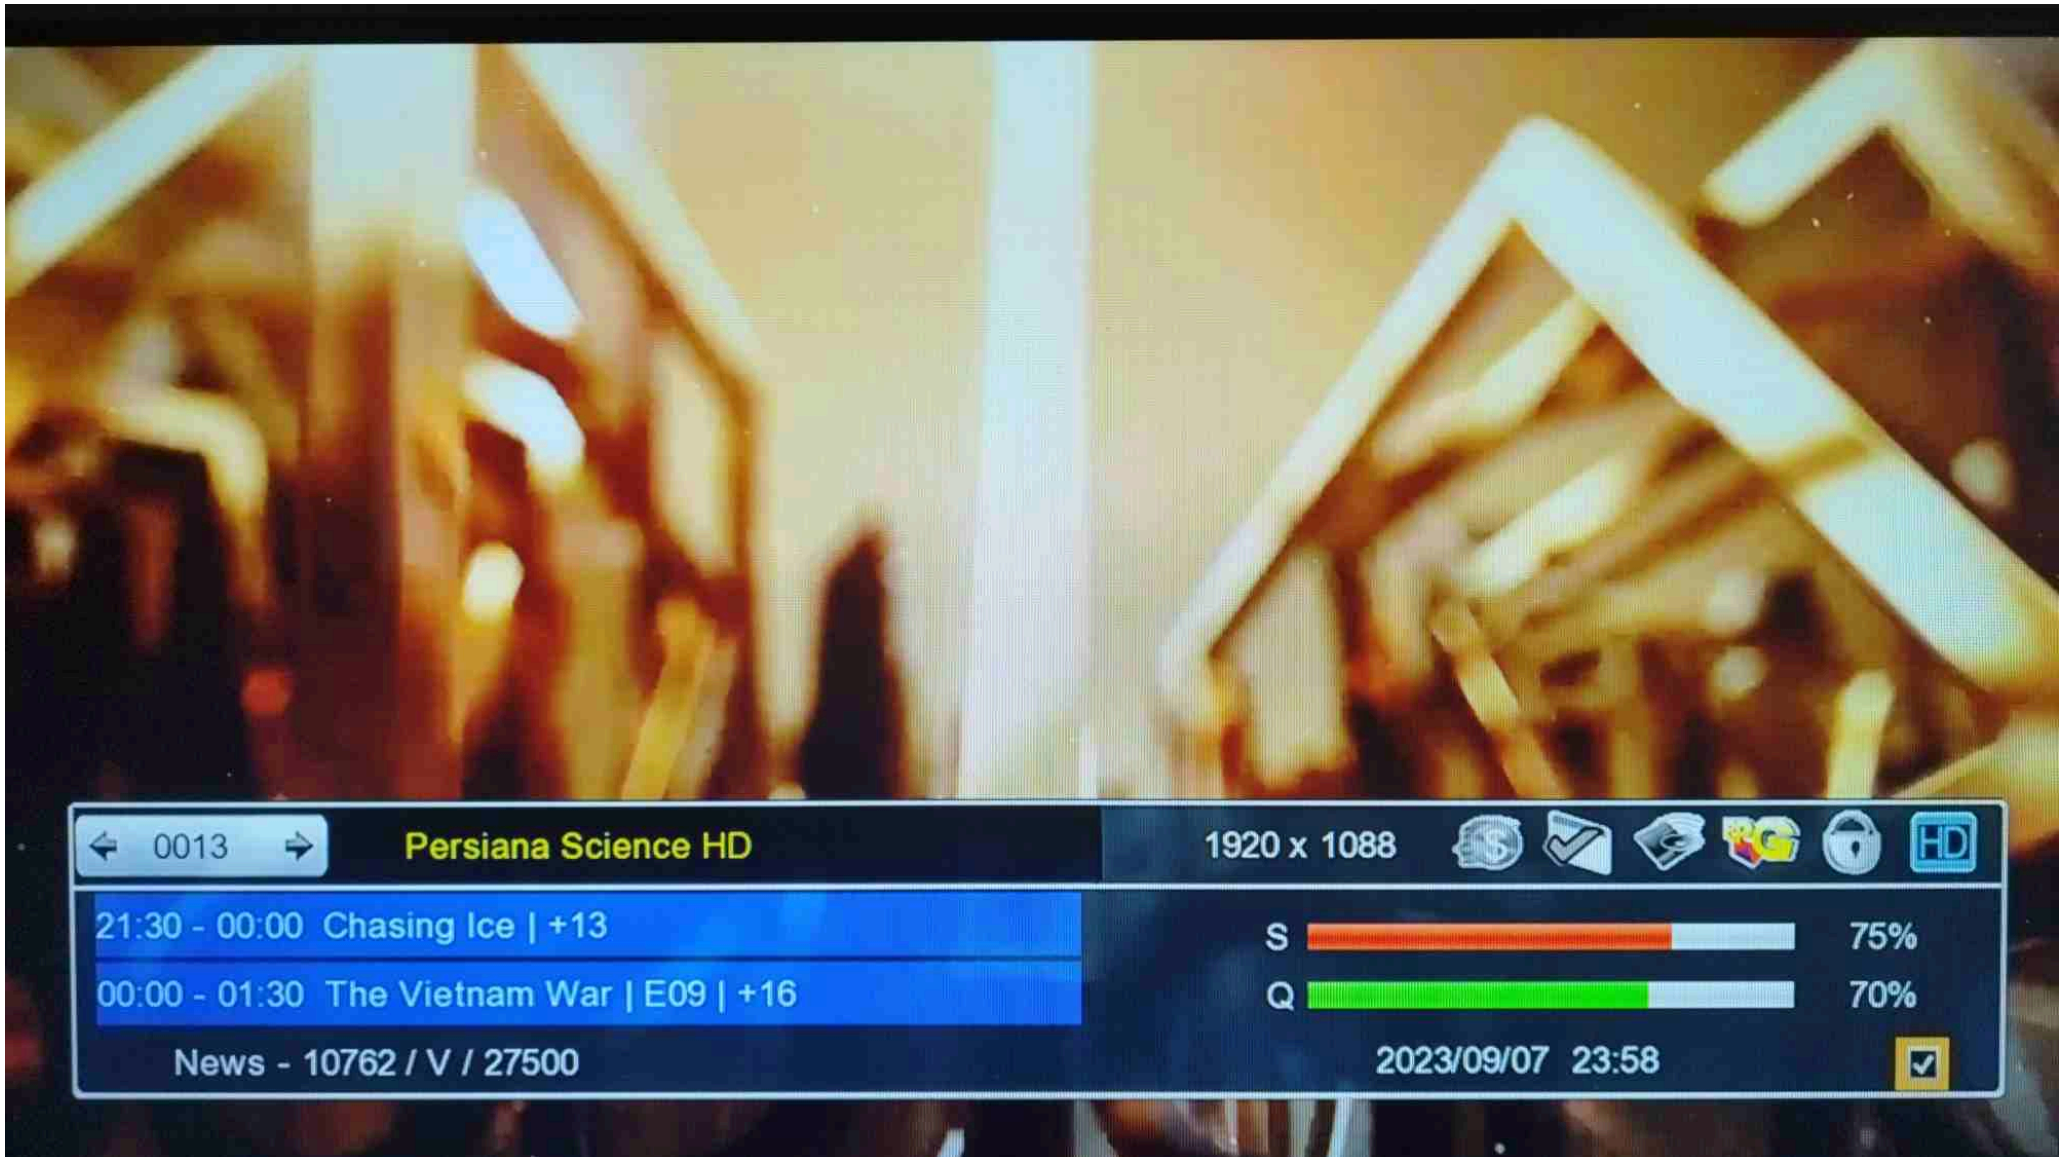 0013
Persiana Science HD
1920 x 1088
HD
21:30 - 00:00 Chasing Ice | +13
00:00 - 01:30 The Vietnam War | E09 | +16
S 75%
Q 70%
News - 10762 / V / 27500
2023/09/07 23:58